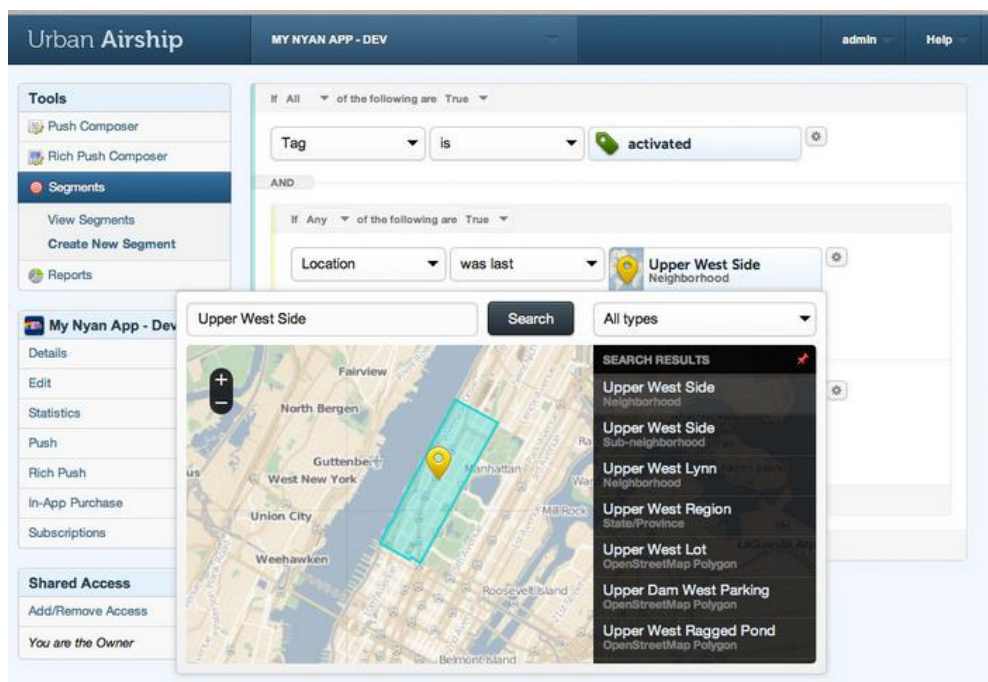 Urban Airship
MY NYAN APP - DEV
admin
Help
Tools
Push Composer
Rich Push Composer
Segments
View Segments
Create New Segment
Reports
My Nyan App - Dev
Details
Edit
Statistics
Push
Rich Push
In-App Purchase
Subscriptions
Shared Access
Add/Remove Access
You are the Owner
If All of the following are True
Tag
is
activated
AND
If Any of the following are True
Location
was last
Upper West Side
Neighborhood
Upper West Side
Search
All types
Fairview
North Bergen
Guttenbe
West New York
Manhattan
Union City
Mill Rock
Weehawken
Roosevelt Island
Belmont Island
SEARCH RESULTS
Upper West Side
Neighborhood
Upper West Side
Sub-neighborhood
Upper West Lynn
Neighborhood
Upper West Region
State/Province
Upper West Lot
OpenStreetMap Polygon
Upper Dam West Parking
OpenStreetMap Polygon
Upper West Ragged Pond
OpenStreetMap Polygon